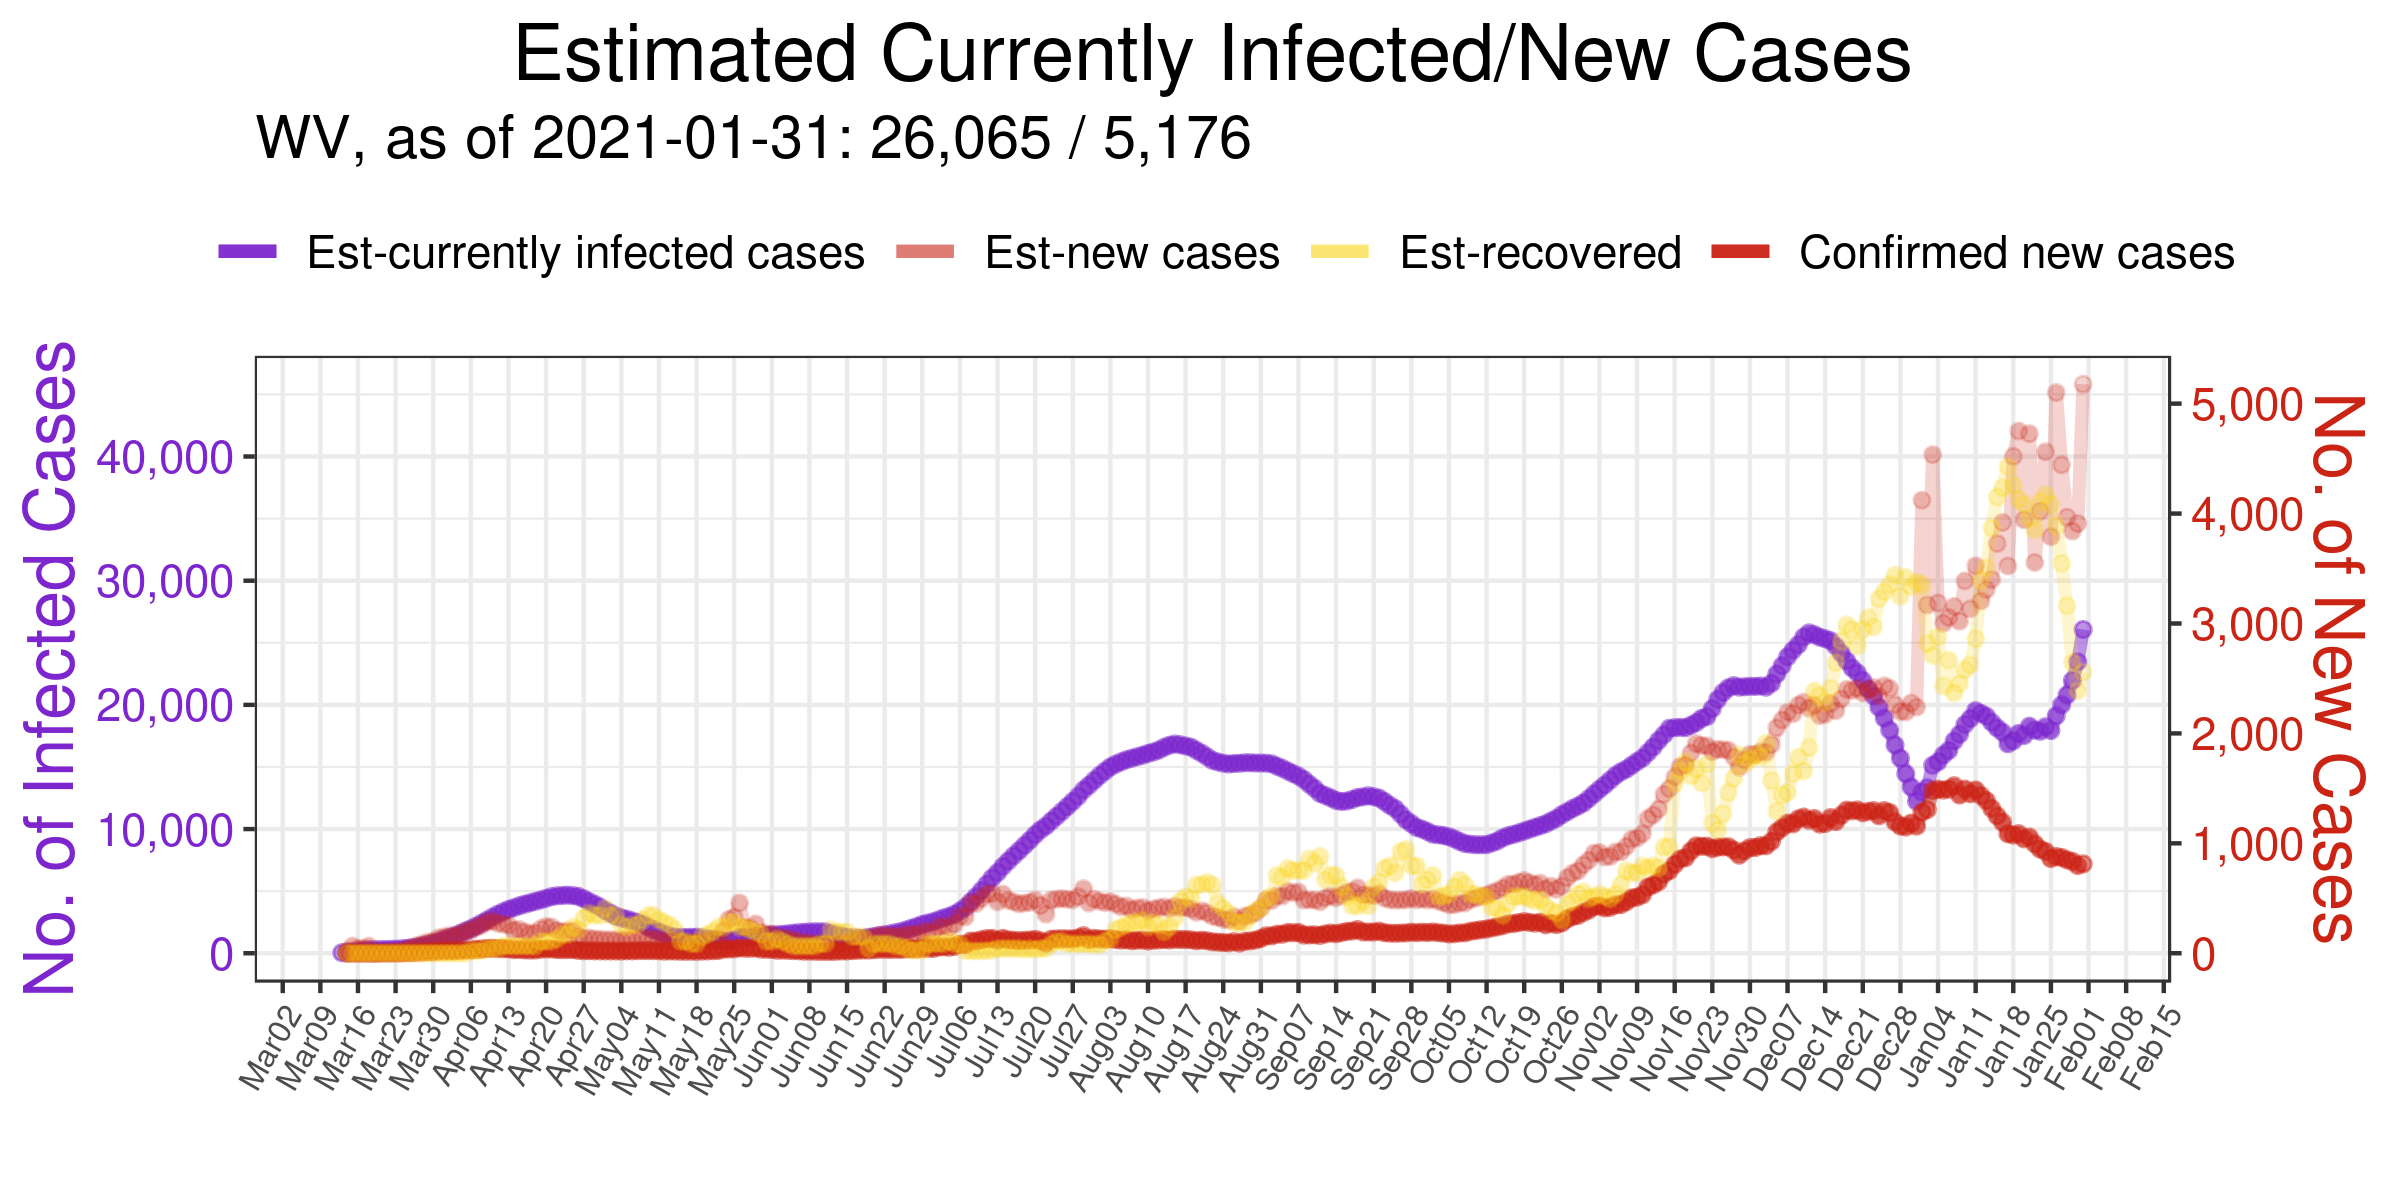 Estimated Currently Infected/New Cases
WV, as of 2021-01-31: 26,065 / 5,176
Est-currently infected cases Est-new cases Est-recovered Confirmed new cases
No. of Infected Cases
40,000
30,000
20,000
10,000
0
5,000
4,000
3,000
2,000
1,000
0
No. of New Cases
Mar02 Mar09 Mar16 Mar23 Mar30 Apr06 Apr13 Apr20 Apr27 May04 May11 May18 May25 Jun01 Jun08 Jun15 Jun22 Jun29 Jul06 Jul13 Jul20 Jul27 Aug03 Aug10 Aug17 Aug24 Aug31 Sep07 Sep14 Sep21 Sep28 Oct05 Oct12 Oct19 Oct26 Nov02 Nov09 Nov16 Nov23 Nov30 Dec07 Dec14 Dec21 Dec28 Jan04 Jan11 Jan18 Jan25 Feb01 Feb08 Feb15